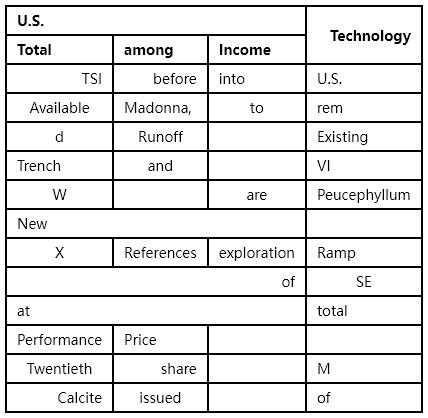 U.S. Technology
Total among Income
TSI before into U.S.
Available Madonna, to rem
d Runoff Existing
Trench and VI
W are Peucephyllum
New
X References exploration Ramp
of SE
at total
Performance Price
Twentieth share M
Calcite issued of